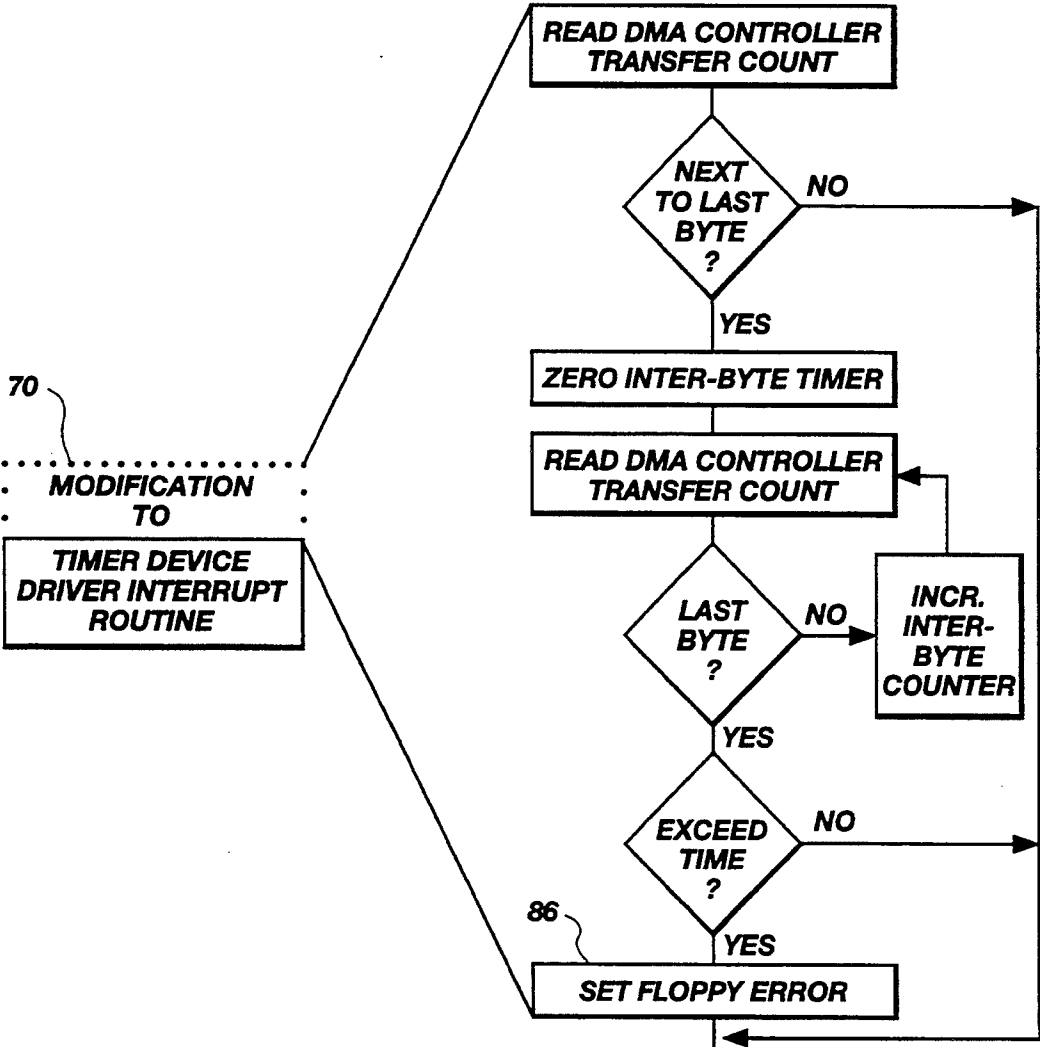 READ DMA CONTROLLER
TRANSFER COUNT
NEXT
TO LAST
BYTE
?
NO
YES
ZERO INTER-BYTE TIMER
70
MODIFICATION
TO
TIMER DEVICE
DRIVER INTERRUPT
ROUTINE
READ DMA CONTROLLER
TRANSFER COUNT
LAST
BYTE
?
NO
INCR.
INTER-
BYTE
COUNTER
YES
EXCEED
TIME
?
NO
YES
86
SET FLOPPY ERROR